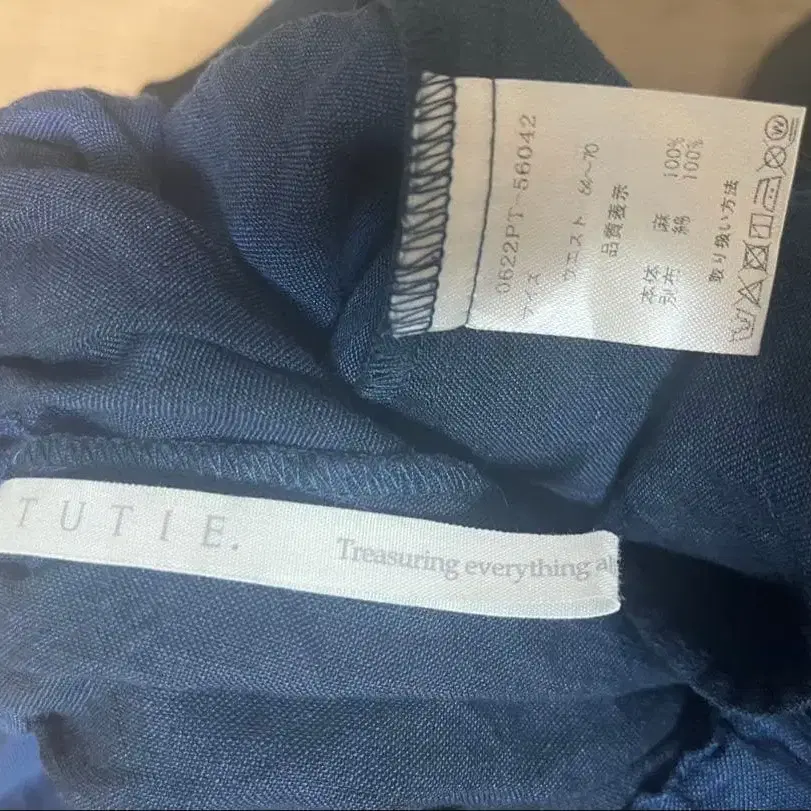 0622PT-56042
サイズ
ウエスト 64~70
品質表示
本体 麻 100%
別布 綿 100%
取り扱い方法
W
TUTIE.
Treasuring everything